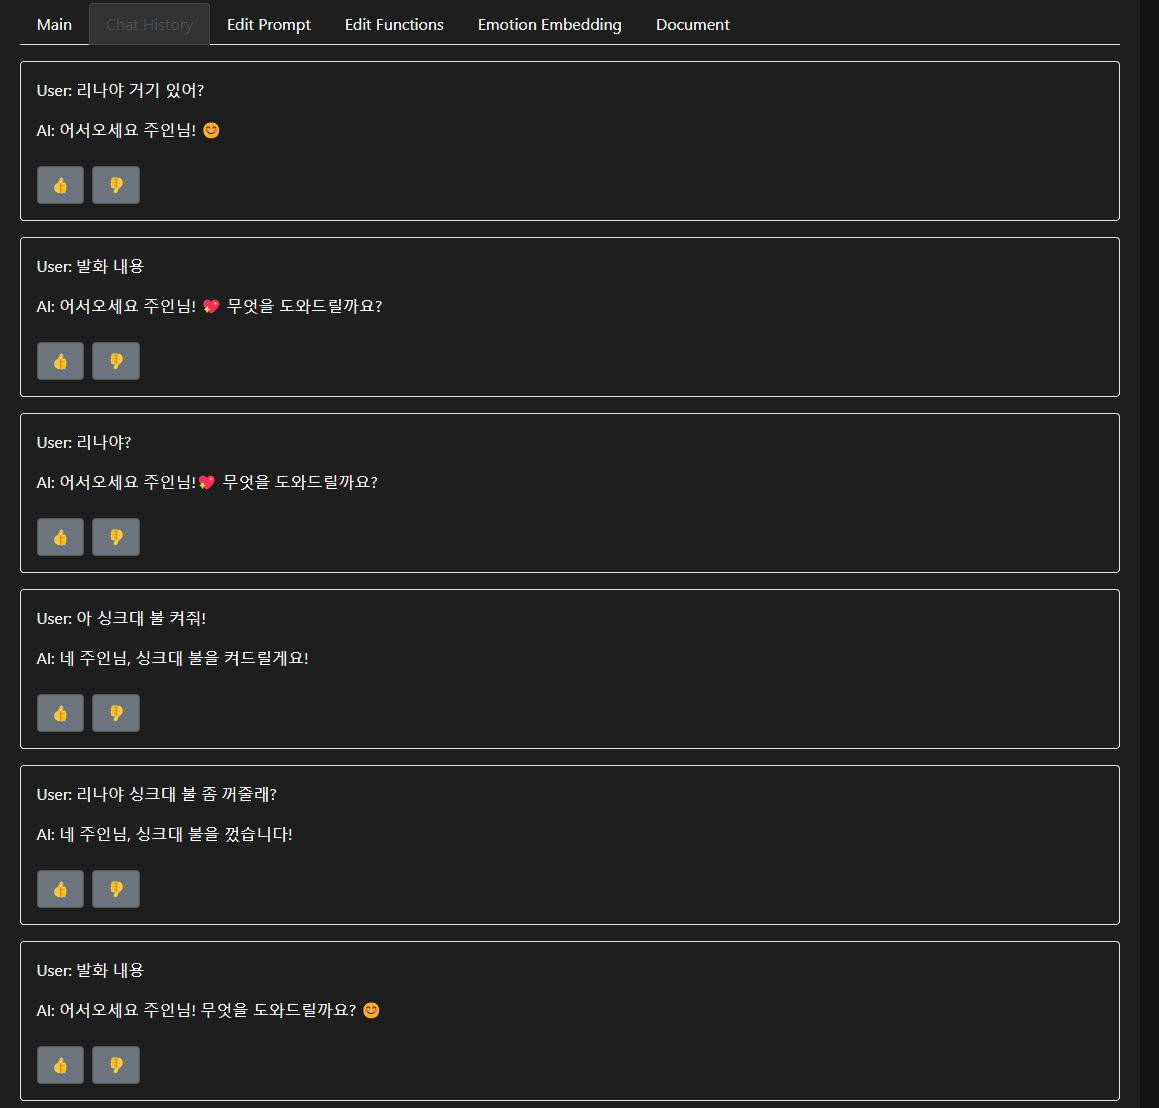 Main Chat History Edit Prompt Edit Functions Emotion Embedding Document
User: 리나야 거기 있어?
AI: 어서오세요 주인님! 😊
👍 👎
User: 발화 내용
AI: 어서오세요 주인님! 💖 무엇을 도와드릴까요?
👍 👎
User: 리나야?
AI: 어서오세요 주인님!💖 무엇을 도와드릴까요?
👍 👎
User: 아 싱크대 불 켜줘!
AI: 네 주인님, 싱크대 불을 켜드릴게요!
👍 👎
User: 리나야 싱크대 불 좀 꺼줄래?
AI: 네 주인님, 싱크대 불을 껐습니다!
👍 👎
User: 발화 내용
AI: 어서오세요 주인님! 무엇을 도와드릴까요? 😊
👍 👎